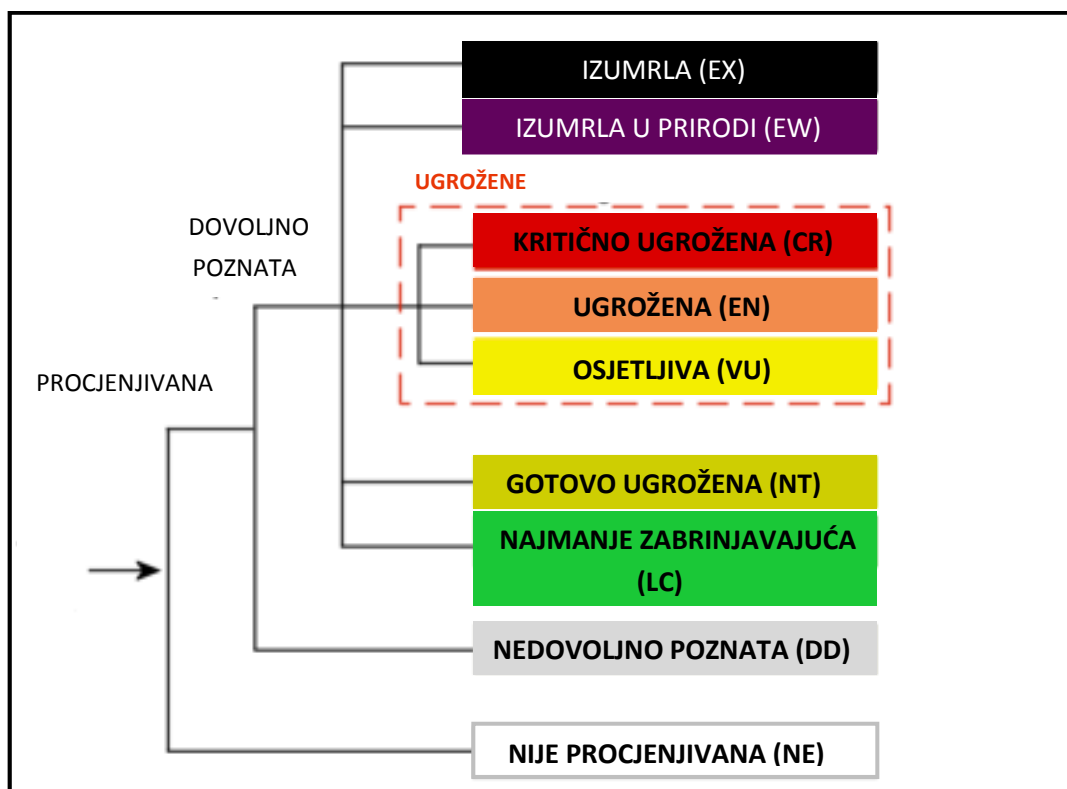 IZUMRLA (EX)
IZUMRLA U PRIRODI (EW)
UGROŽENE
DOVOLJNO
POZNATA
KRITIČNO UGROŽENA (CR)
UGROŽENA (EN)
OSJETLJIVA (VU)
PROCJENJIVANA
GOTOVO UGROŽENA (NT)
NAJMANJE ZABRINJAVAJUĆA
(LC)
NEDOVOLJNO POZNATA (DD)
NIJE PROCJENJIVANA (NE)